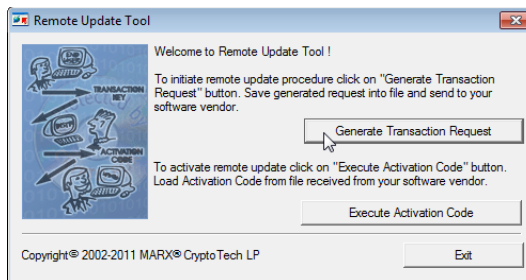 Remote Update Tool
Welcome to Remote Update Tool !
To initiate remote update procedure click on "Generate Transaction
Request" button. Save generated request into file and send to your
software vendor.
END
USER
TRANSACTION
KEY
Generate Transaction Request
ACTIVATION
CODE
To activate remote update click on "Execute Activation Code" button.
Load Activation Code from file received from your software vendor.
Execute Activation Code
Copyright© 2002-2011 MARX® CryptoTech LP
Exit